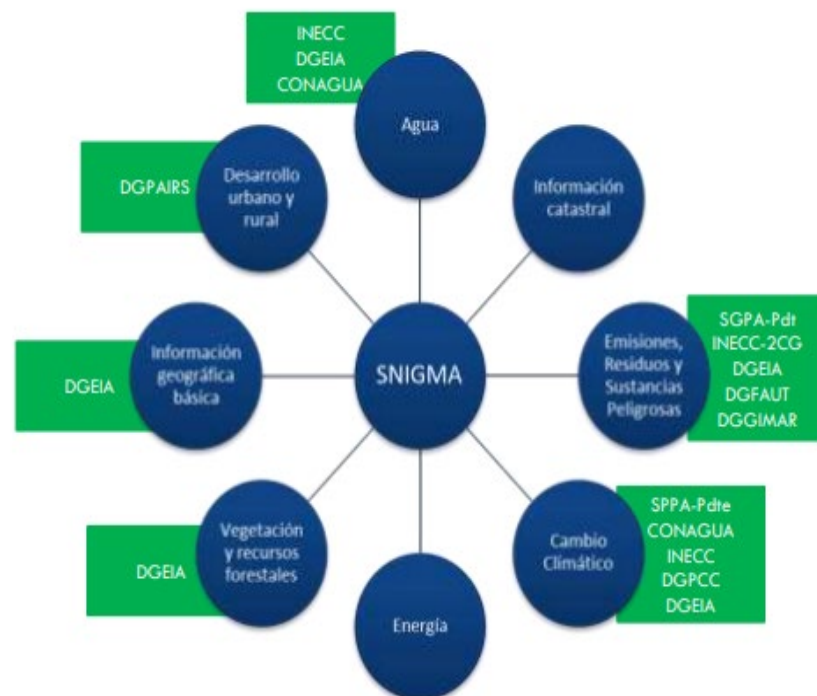 INECC
DGEIA
CONAGUA
Agua
DGPAIRS
Desarrollo
urbano y
rural
Información
catastral
DGEIA
Información
geográfica
básica
SNIGMA
Emisiones,
Residuos y
Sustancias
Peligrosas
SGPA-Pdt
INECC-2CG
DGEIA
DGFAUT
DGGIMAR
DGEIA
Vegetación
y recursos
forestales
Energía
Cambio
Climático
SPPA-Pdte
CONAGUA
INECC
DGPCC
DGEIA